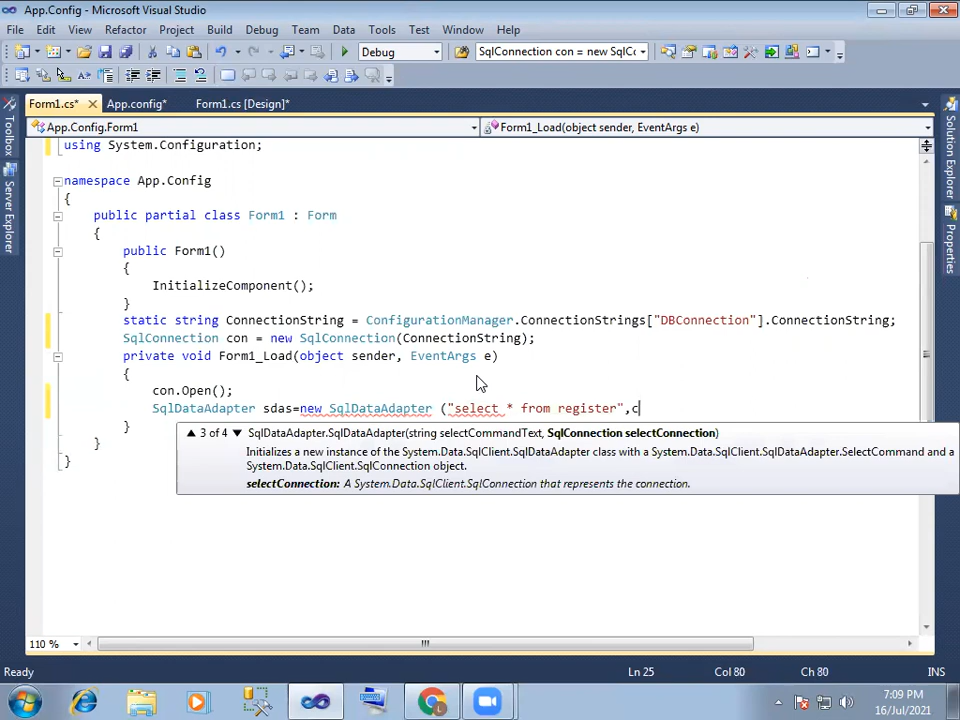 App.Config - Microsoft Visual Studio
File Edit View Refactor Project Build Debug Team Data Tools Test Window Help
Debug SqlConnection con = new SqlCc
Form1.cs* App.config* Form1.cs [Design]*
App.Config.Form1 Form1_Load(object sender, EventArgs e)
Toolbox
Server Explorer
Solution Explorer
Properties
using System.Configuration;
namespace App.Config
{
public partial class Form1 : Form
{
public Form1()
{
InitializeComponent();
}
static string ConnectionString = ConfigurationManager.ConnectionStrings["DBConnection"].ConnectionString;
SqlConnection con = new SqlConnection(ConnectionString);
private void Form1_Load(object sender, EventArgs e)
{
con.Open();
SqlDataAdapter sdas=new SqlDataAdapter ("select * from register",c
}
}
}
3 of 4 SqlDataAdapter.SqlDataAdapter(string selectCommandText, SqlConnection selectConnection)
Initializes a new instance of the System.Data.SqlClient.SqlDataAdapter class with a System.Data.SqlClient.SqlDataAdapter.SelectCommand and a
System.Data.SqlClient.SqlConnection object.
selectConnection: A System.Data.SqlClient.SqlConnection that represents the connection.
110 %
Ready Ln 25 Col 80 Ch 80 INS
7:09 PM
16/Jul/2021